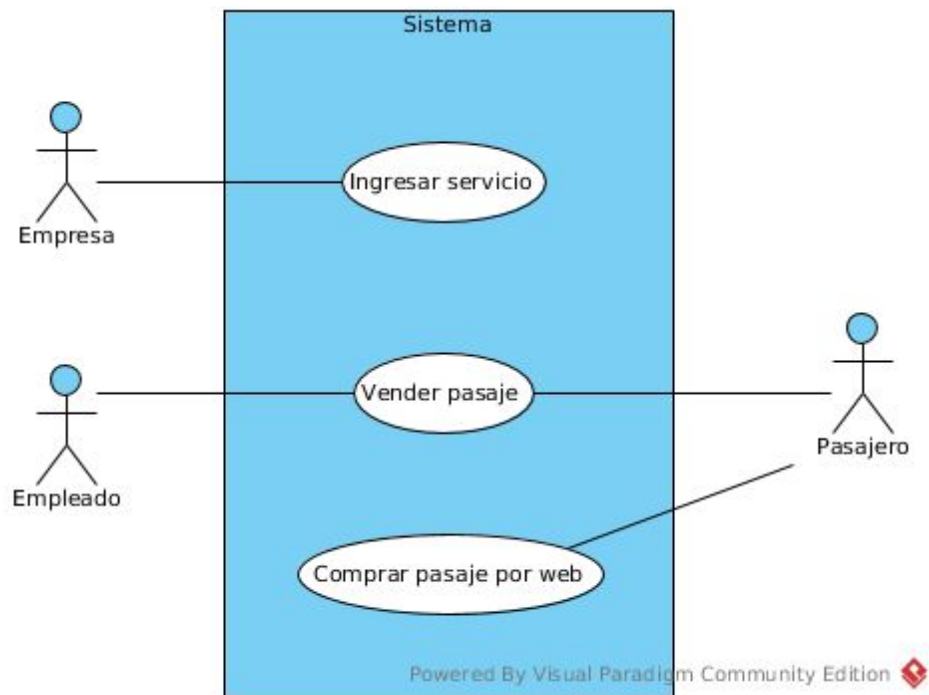 Sistema
Ingresar servicio
Empresa
Vender pasaje
Pasajero
Empleado
Comprar pasaje por web
Powered By Visual Paradigm Community Edition